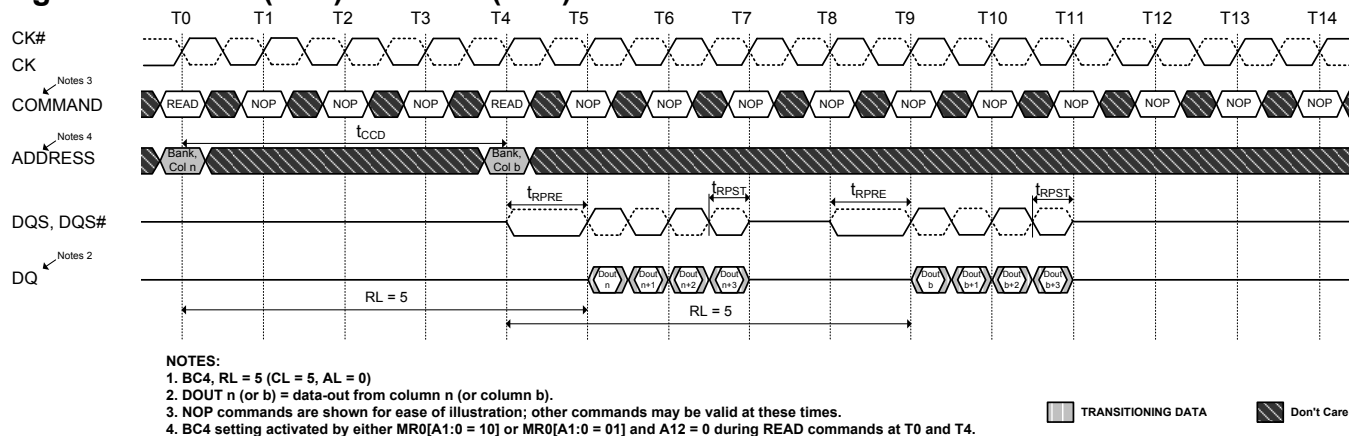 T0 T1 T2 T3 T4 T5 T6 T7 T8 T9 T10 T11 T12 T13 T14
CK#
CK
Notes 3
COMMAND READ NOP NOP NOP READ NOP NOP NOP NOP NOP NOP NOP NOP NOP NOP
tCCD
Notes 4
ADDRESS Bank, Col n Bank, Col b
tRPRE tRPST tRPRE tRPST
DQS, DQS#
Notes 2
DQ Dout n Dout n+1 Dout n+2 Dout n+3 Dout b Dout b+1 Dout b+2 Dout b+3
RL = 5 RL = 5
NOTES:
1. BC4, RL = 5 (CL = 5, AL = 0)
2. DOUT n (or b) = data-out from column n (or column b).
3. NOP commands are shown for ease of illustration; other commands may be valid at these times.
4. BC4 setting activated by either MR0[A1:0 = 10] or MR0[A1:0 = 01] and A12 = 0 during READ commands at T0 and T4.
TRANSITIONING DATA Don't Care